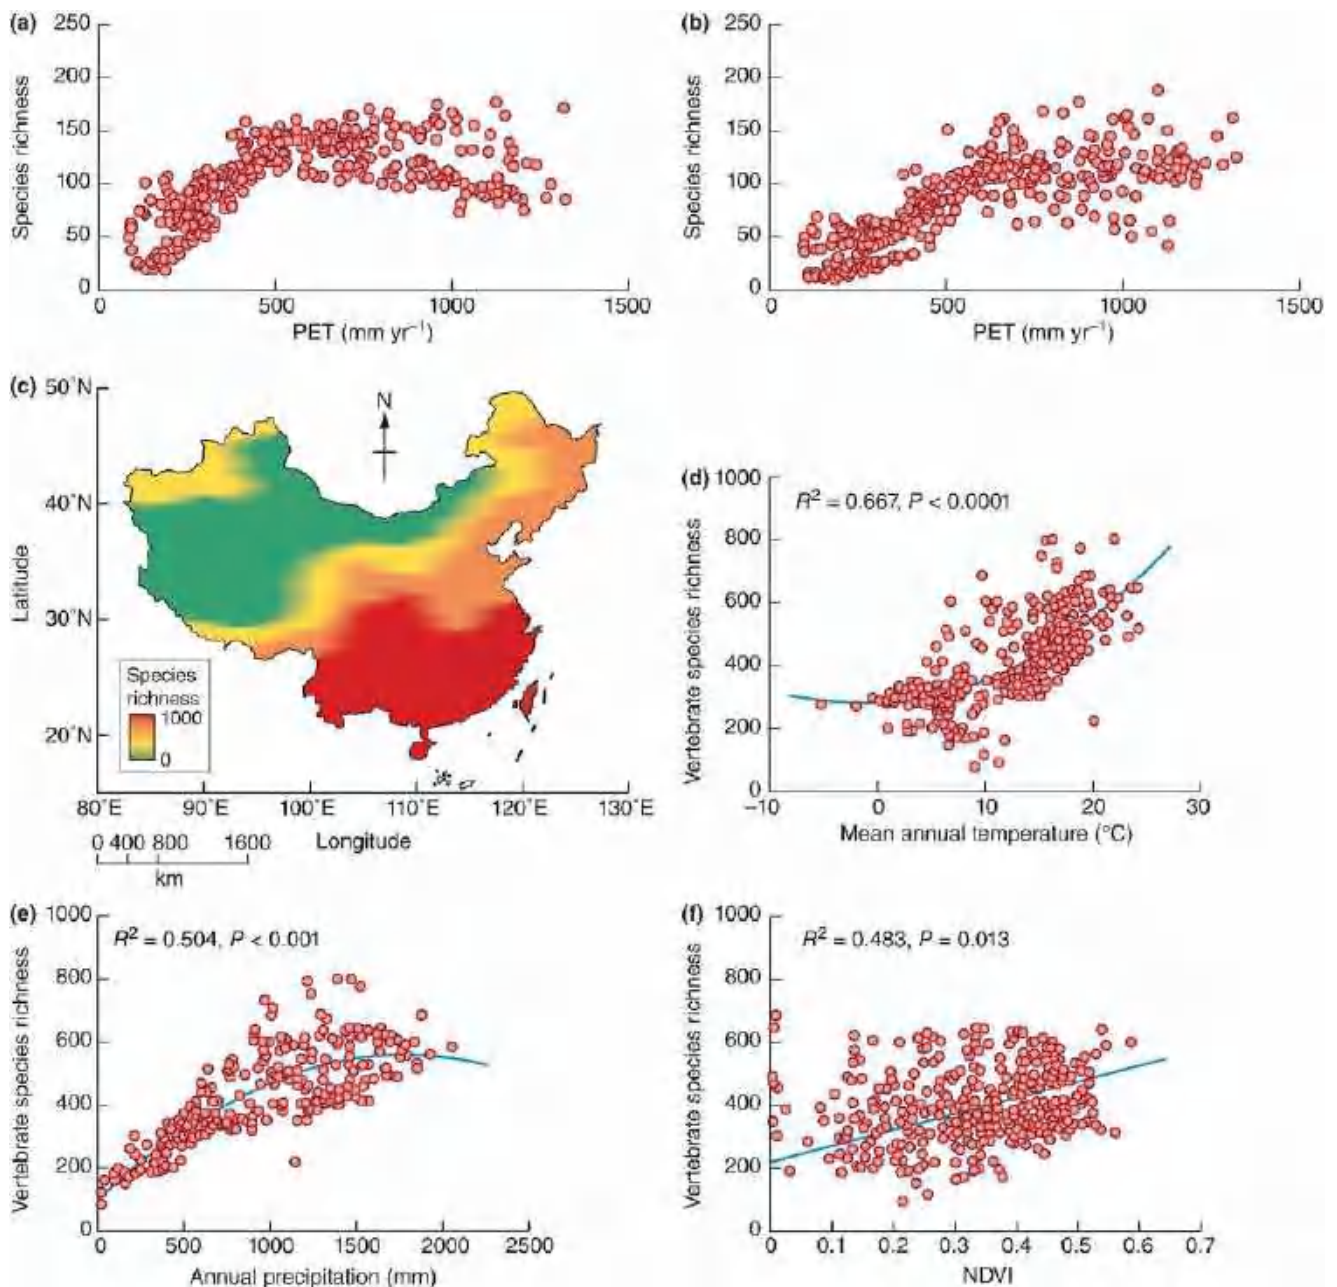 (a)
250
200
150
100
50
0
Species richness
0 500 1000 1500
PET (mm yr⁻¹)
(b)
250
200
150
100
50
0
Species richness
0 500 1000 1500
PET (mm yr⁻¹)
(c)
50°N
40°N
30°N
20°N
Latitude
N
Species
richness
1000
0
80°E 90°E 100°E 110°E 120°E 130°E
Longitude
0 400 800 1600
km
(d)
1000
800
600
400
200
0
Vertebrate species richness
R² = 0.667, P < 0.0001
–10 0 10 20 30
Mean annual temperature (°C)
(e)
1000
800
600
400
200
0
Vertebrate species richness
R² = 0.504, P < 0.001
0 500 1000 1500 2000 2500
Annual precipitation (mm)
(f)
1000
800
600
400
200
0
Vertebrate species richness
R² = 0.483, P = 0.013
0 0.1 0.2 0.3 0.4 0.5 0.6 0.7
NDVI